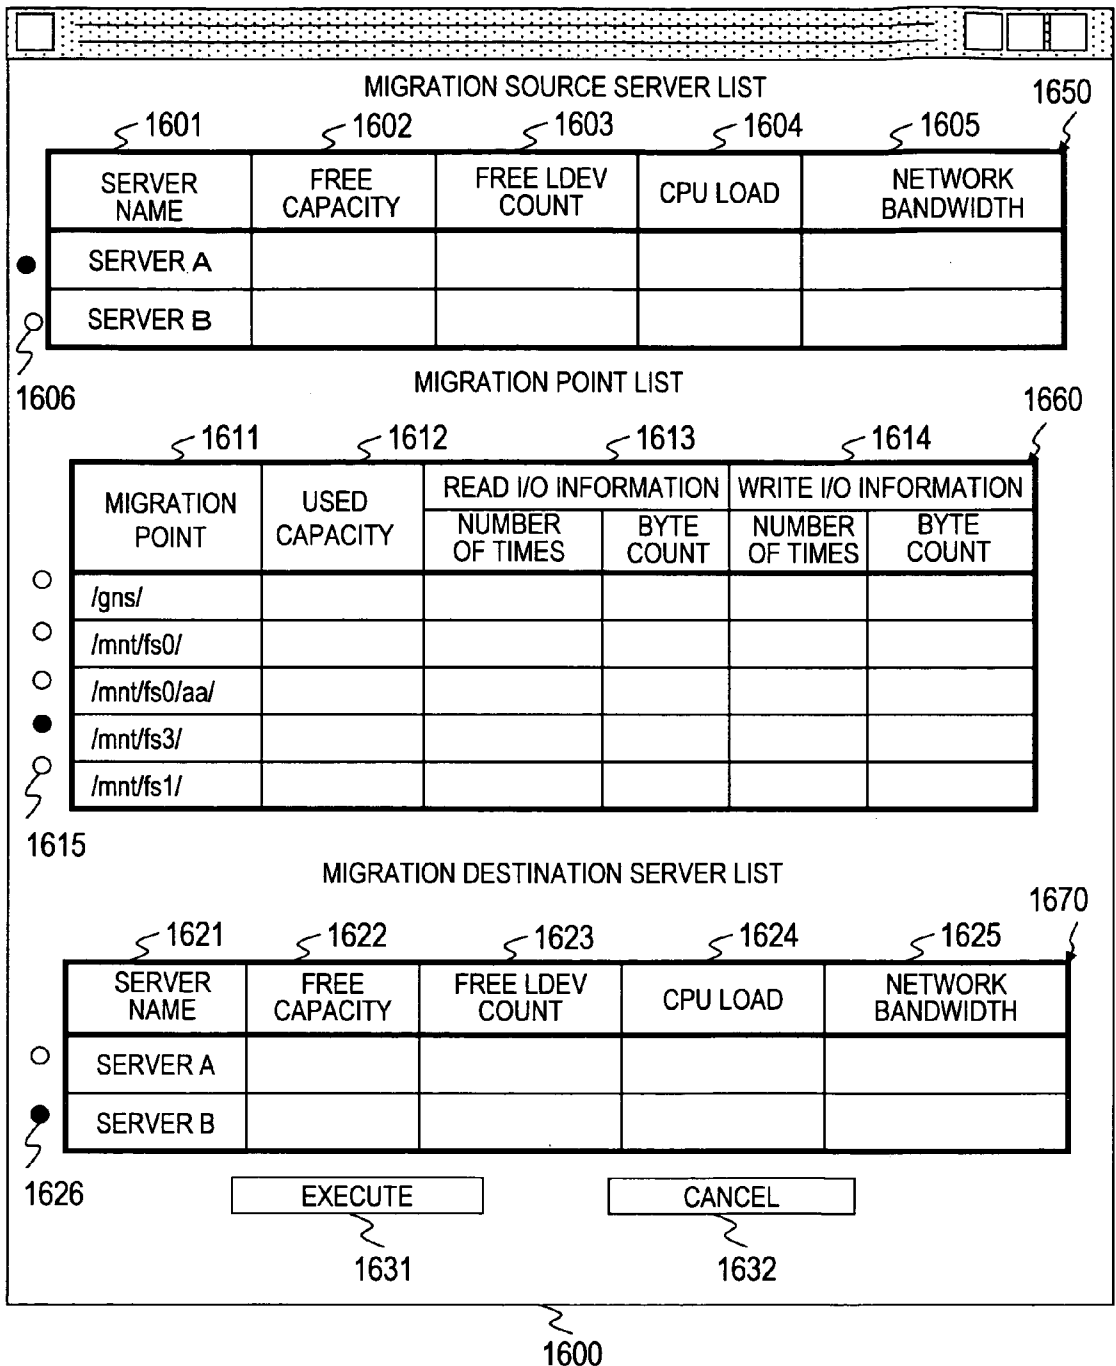 MIGRATION SOURCE SERVER LIST
1650
1601 1602 1603 1604 1605
SERVER NAME FREE CAPACITY FREE LDEV COUNT CPU LOAD NETWORK BANDWIDTH
SERVER A
SERVER B
1606
MIGRATION POINT LIST
1660
1611 1612 1613 1614
MIGRATION POINT USED CAPACITY READ I/O INFORMATION WRITE I/O INFORMATION
NUMBER OF TIMES BYTE COUNT NUMBER OF TIMES BYTE COUNT
/gns/
/mnt/fs0/
/mnt/fs0/aa/
/mnt/fs3/
/mnt/fs1/
1615
MIGRATION DESTINATION SERVER LIST
1670
1621 1622 1623 1624 1625
SERVER NAME FREE CAPACITY FREE LDEV COUNT CPU LOAD NETWORK BANDWIDTH
SERVER A
SERVER B
1626
EXECUTE CANCEL
1631 1632
1600